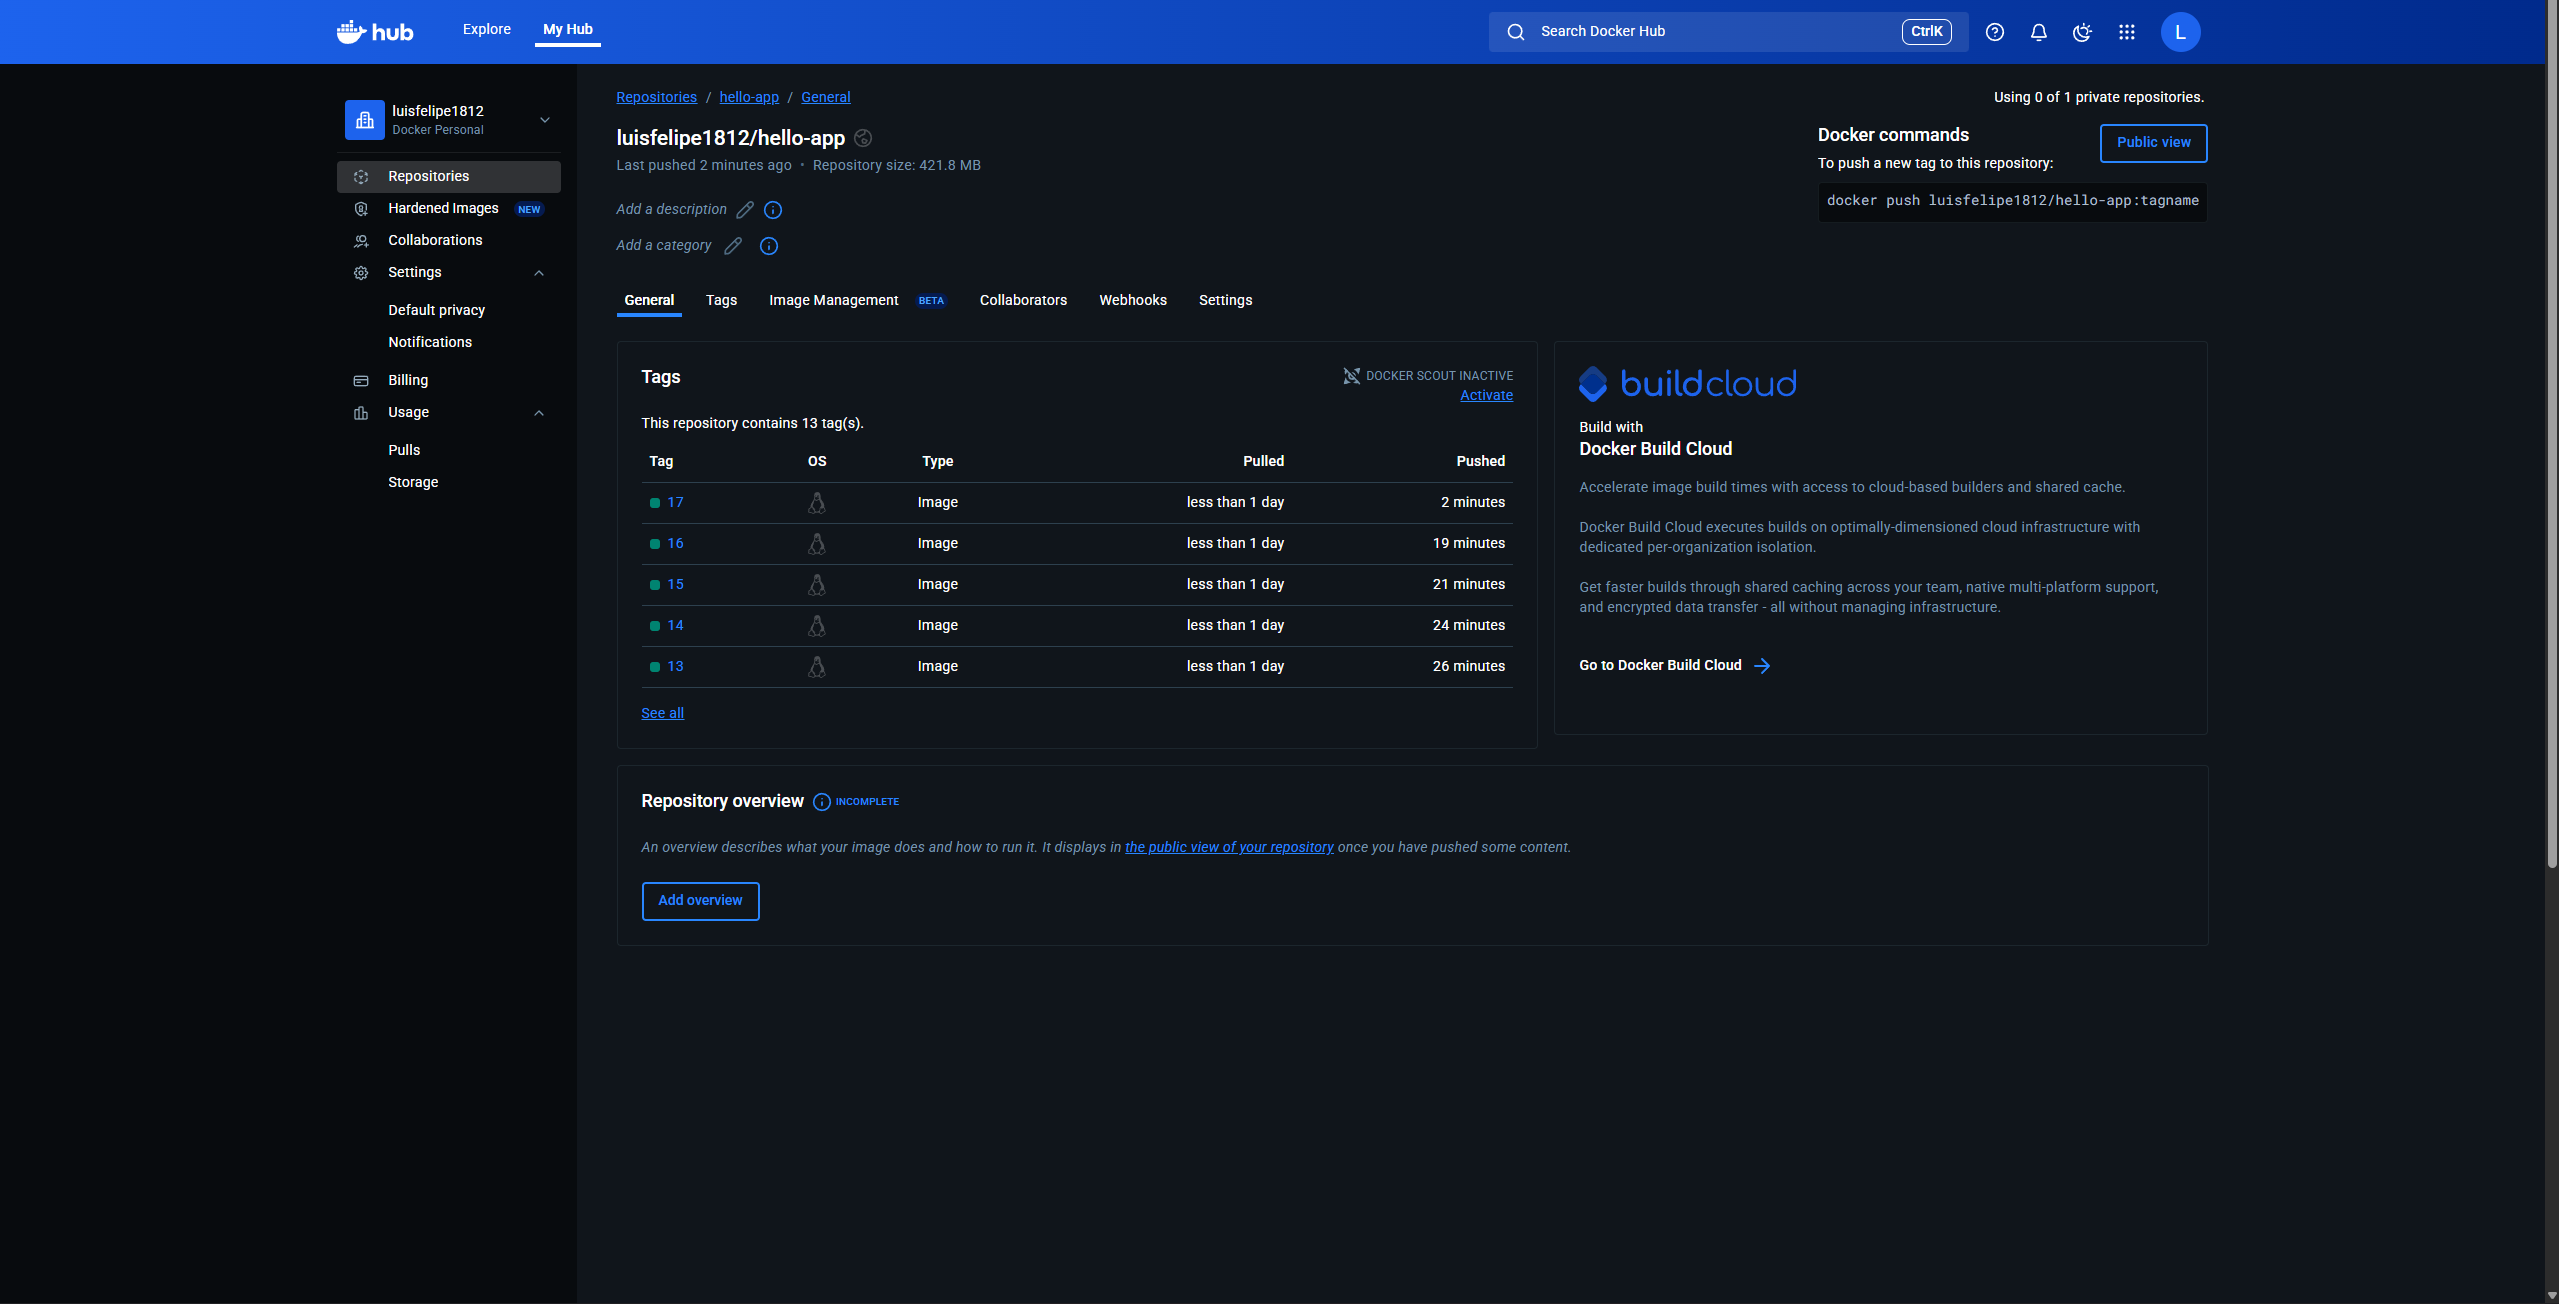 hub
Explore
My Hub
Search Docker Hub
CtrlK
L
luisfelipe1812
Docker Personal
Repositories
Hardened Images NEW
Collaborations
Settings
Default privacy
Notifications
Billing
Usage
Pulls
Storage
Repositories / hello-app / General
Using 0 of 1 private repositories.
luisfelipe1812/hello-app
Last pushed 2 minutes ago • Repository size: 421.8 MB
Add a description
Add a category
Docker commands
Public view
To push a new tag to this repository:
docker push luisfelipe1812/hello-app:tagname
General Tags Image Management BETA Collaborators Webhooks Settings
Tags
DOCKER SCOUT INACTIVE
Activate
This repository contains 13 tag(s).
Tag OS Type Pulled Pushed
17 Image less than 1 day 2 minutes
16 Image less than 1 day 19 minutes
15 Image less than 1 day 21 minutes
14 Image less than 1 day 24 minutes
13 Image less than 1 day 26 minutes
See all
buildcloud
Build with
Docker Build Cloud
Accelerate image build times with access to cloud-based builders and shared cache.
Docker Build Cloud executes builds on optimally-dimensioned cloud infrastructure with
dedicated per-organization isolation.
Get faster builds through shared caching across your team, native multi-platform support,
and encrypted data transfer - all without managing infrastructure.
Go to Docker Build Cloud
Repository overview INCOMPLETE
An overview describes what your image does and how to run it. It displays in the public view of your repository once you have pushed some content.
Add overview